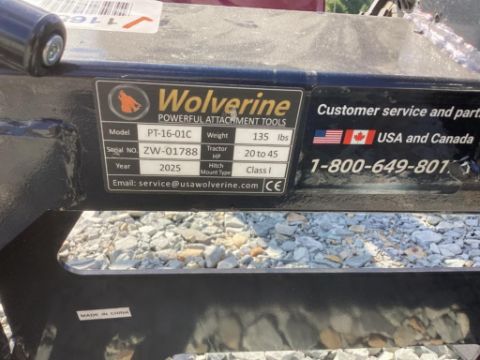 116
Wolverine
POWERFUL ATTACHMENT TOOLS
Model PT-16-01C Weight 135 lbs
Serial NO. ZW-01788 Tractor HP 20 to 45
Year 2025 Hitch Mount Type Class I
Email: service@usawolverine.com
Customer service and part
USA and Canada
1-800-649-801
MADE IN CHINA